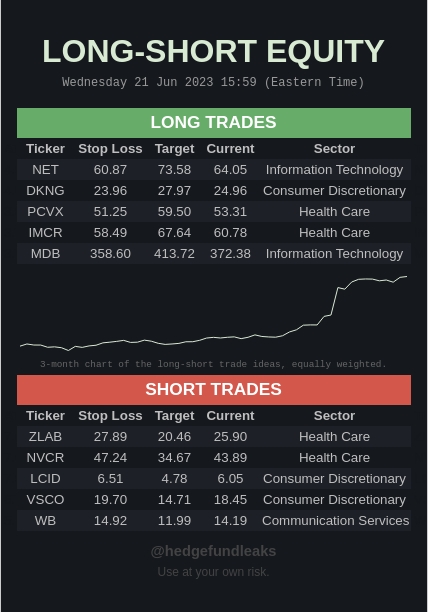 LONG-SHORT EQUITY
Wednesday 21 Jun 2023 15:59 (Eastern Time)
LONG TRADES
Ticker Stop Loss Target Current Sector
NET 60.87 73.58 64.05 Information Technology
DKNG 23.96 27.97 24.96 Consumer Discretionary
PCVX 51.25 59.50 53.31 Health Care
IMCR 58.49 67.64 60.78 Health Care
MDB 358.60 413.72 372.38 Information Technology
3-month chart of the long-short trade ideas, equally weighted.
SHORT TRADES
Ticker Stop Loss Target Current Sector
ZLAB 27.89 20.46 25.90 Health Care
NVCR 47.24 34.67 43.89 Health Care
LCID 6.51 4.78 6.05 Consumer Discretionary
VSCO 19.70 14.71 18.45 Consumer Discretionary
WB 14.92 11.99 14.19 Communication Services
@hedgefundleaks
Use at your own risk.